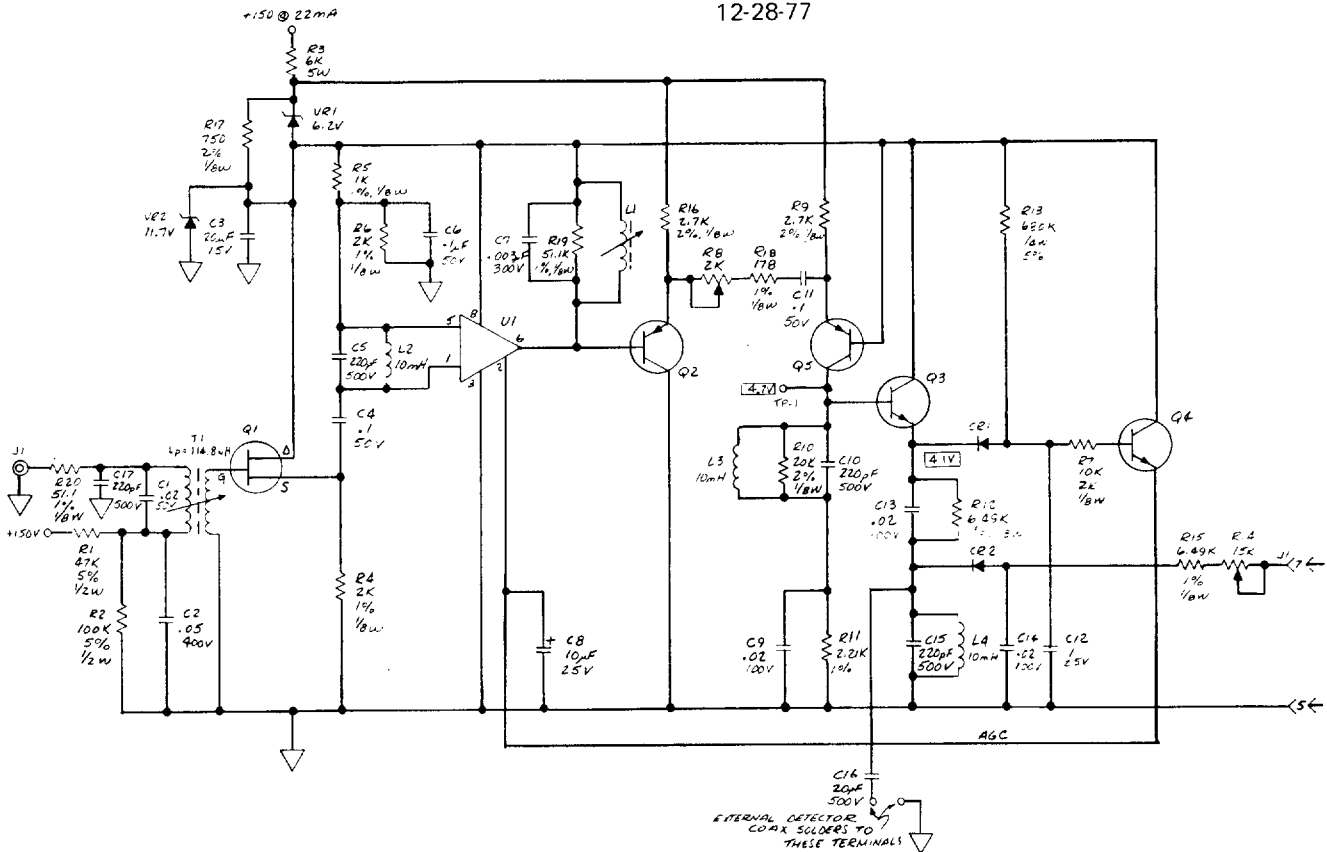 12-28-77
+150 @ 22mA
R3
6K
5W
VR1
6.2V
R17
750
2%
1/8W
VR2
11.7V
C3
20µF
15V
R5
1K
1%, 1/8W
R6
2K
1%
1/8W
C6
.1µF
50V
C7
300V
R19
51.1K
1%, 1/8W
L1
R16
2.7K
2%, 1/8W
R8
2K
R18
178
1%
1/8W
C11
.1
50V
R9
2.7K
2%, 1/8W
R13
5%
C5
220pF
500V
L2
10mH
5
8
U1
6
1
2
3
Q2
Q5
4.7V
TP-1
Q3
CR1
4.1V
Q4
R7
10K
C4
.1
50V
T1
Lp=114.8uH
Q1
D
G
S
J1
R20
51.1
1%
1/8W
C17
220pF
500V
C1
.02
50V
+150V
R1
47K
5%
1/2W
R2
100K
5%
1/2W
C2
.05
400V
R4
2K
1%
1/8W
C8
+
10µF
25V
L3
10mH
R10
20K
2%
1/8W
C10
220pF
500V
C13
.02
100V
R12
CR2
R15
6.49K
1%
1/8W
15K
J1
7
C9
.02
100V
R11
2.21K
1%
C15
220pF
500V
L4
10mH
C14
.02
100V
C12
1
25V
5
AGC
C16
20pF
500V
EXTERNAL DETECTOR
COAX SOLDERS TO
THESE TERMINALS